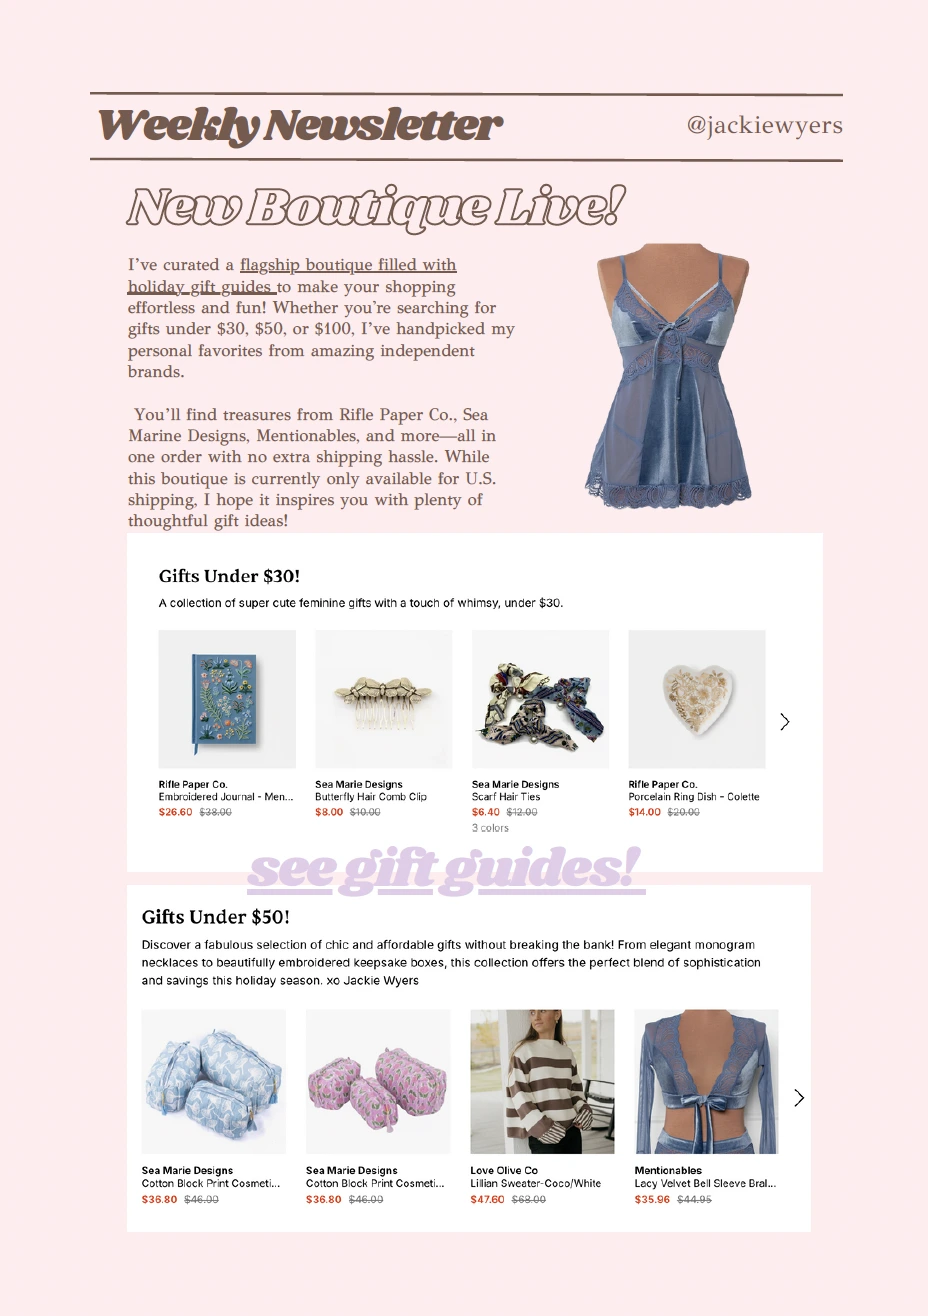 Weekly Newsletter
@jackiewyers
New Boutique Live!
I've curated a flagship boutique filled with
holiday gift guides to make your shopping
effortless and fun! Whether you're searching for
gifts under $30, $50, or $100, I've handpicked my
personal favorites from amazing independent
brands.
You'll find treasures from Rifle Paper Co., Sea
Marine Designs, Mentionables, and more—all in
one order with no extra shipping hassle. While
this boutique is currently only available for U.S.
shipping, I hope it inspires you with plenty of
thoughtful gift ideas!
Gifts Under $30!
A collection of super cute feminine gifts with a touch of whimsy, under $30.
Rifle Paper Co.
Embroidered Journal - Men...
$26.60 $38.00
Sea Marie Designs
Butterfly Hair Comb Clip
$8.00 $10.00
Sea Marie Designs
Scarf Hair Ties
$6.40 $12.00
3 colors
Rifle Paper Co.
Porcelain Ring Dish - Colette
$14.00 $20.00
see gift guides!
Gifts Under $50!
Discover a fabulous selection of chic and affordable gifts without breaking the bank! From elegant monogram
necklaces to beautifully embroidered keepsake boxes, this collection offers the perfect blend of sophistication
and savings this holiday season. xo Jackie Wyers
Sea Marie Designs
Cotton Block Print Cosmeti...
$36.80 $46.00
Sea Marie Designs
Cotton Block Print Cosmeti...
$36.80 $46.00
Love Olive Co
Lillian Sweater-Coco/White
$47.60 $68.00
Mentionables
Lacy Velvet Bell Sleeve Bral...
$35.96 $44.95